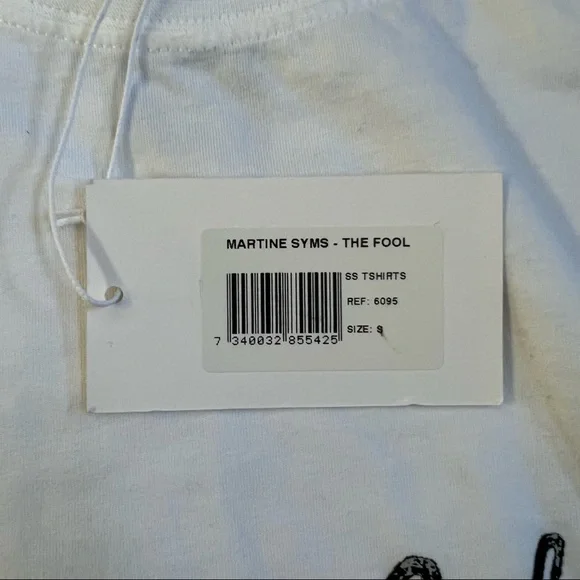 MARTINE SYMS - THE FOOL
SS TSHIRTS
REF: 6095
SIZE: S
7 340032 855425